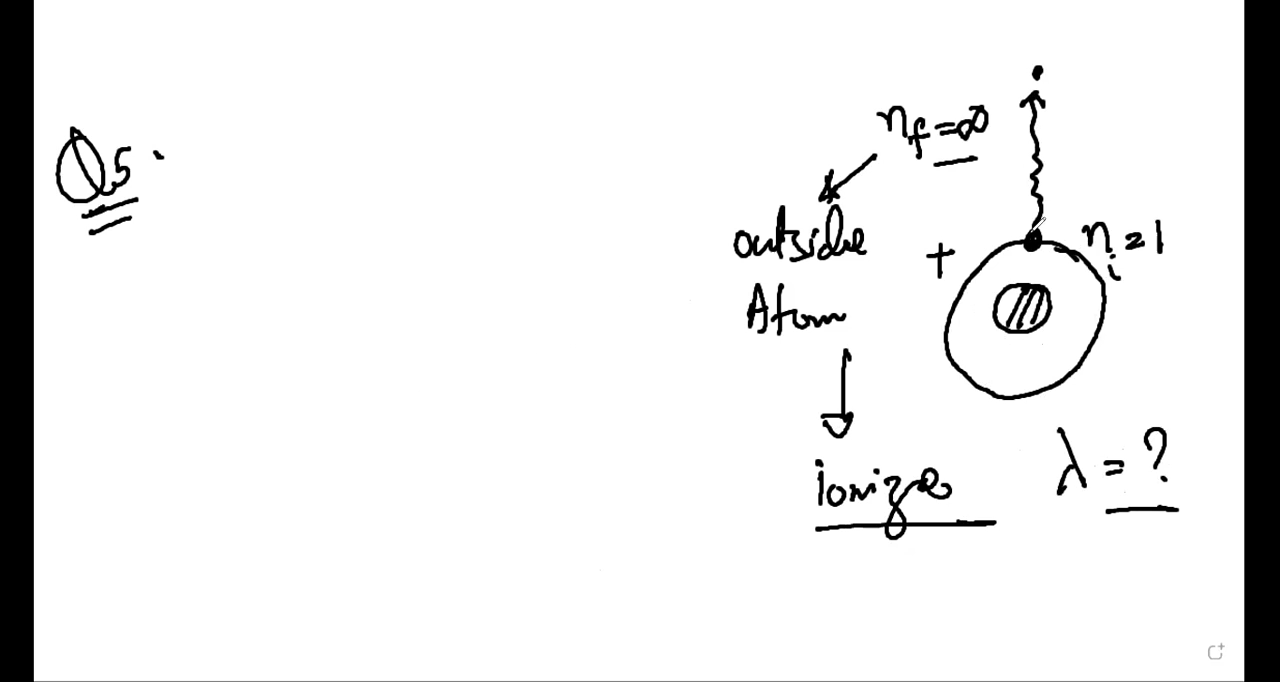 Q5.
n_f = ∞
outside
Atom
ionize
+
n_i = 1
λ = ?